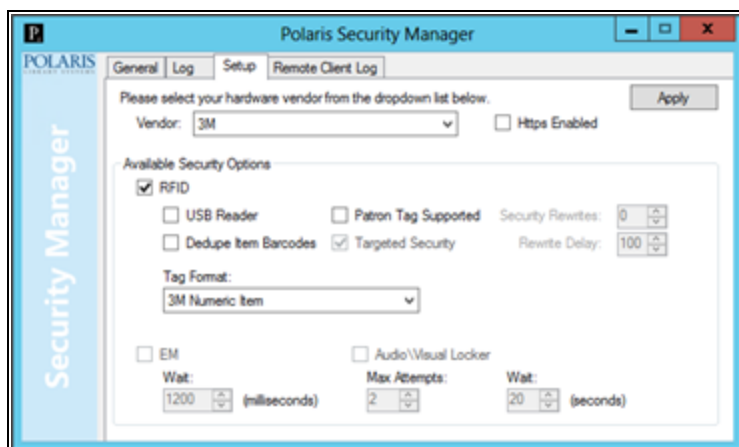 P
Polaris Security Manager
POLARIS
LIBRARY SYSTEMS
General Log Setup Remote Client Log
Please select your hardware vendor from the dropdown list below. Apply
Vendor: 3M Https Enabled
Available Security Options
RFID
USB Reader Patron Tag Supported Security Rewrites: 0
Dedupe Item Barcodes Targeted Security Rewrite Delay: 100
Tag Format:
3M Numeric Item
EM Audio\Visual Locker
Wait: Max Attempts: Wait:
1200 (milliseconds) 2 20 (seconds)
Security Manager